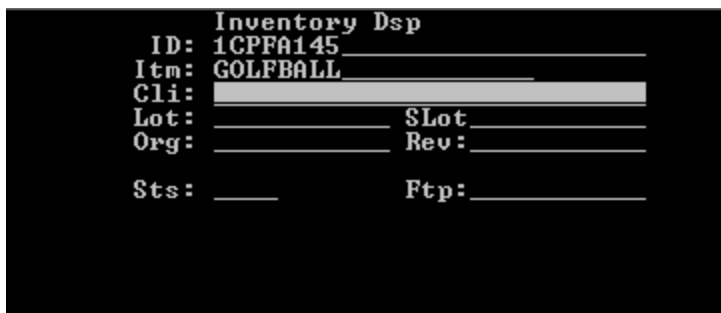 Inventory Dsp
ID: 1CPFA145
Itm: GOLFBALL
Cli:
Lot: SLot
Org: Rev:
Sts: Ftp: